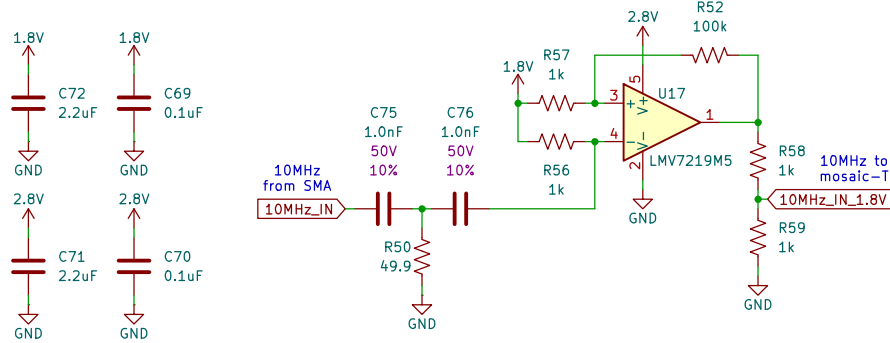 1.8V
C72
2.2uF
GND
1.8V
C69
0.1uF
GND
2.8V
C71
2.2uF
GND
2.8V
C70
0.1uF
GND
10MHz
from SMA
10MHz_IN
C75
1.0nF
50V
10%
C76
1.0nF
50V
10%
R50
49.9
GND
1.8V
R57
1k
R56
1k
2.8V
R52
100k
U17
LMV7219M5
3
+
4
-
5
V+
V-
2
1
GND
R58
1k
10MHz to
mosaic-T
10MHz_IN_1.8V
R59
1k
GND